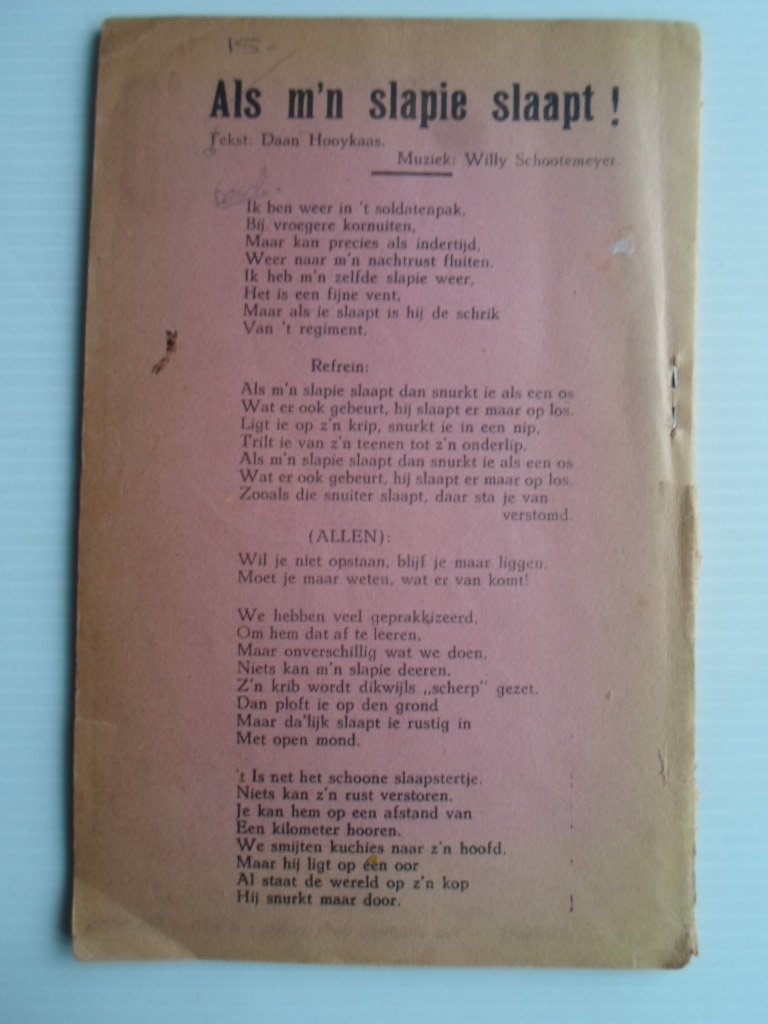 15.-
Als m'n slapie slaapt !
Tekst: Daan Hooykaas.
Muziek: Willy Schootemeyer.
Ik ben weer in 't soldatenpak,
Bij vroegere kornuiten,
Maar kan precies als indertijd,
Weer naar m'n nachtrust fluiten.
Ik heb m'n zelfde slapie weer,
Het is een fijne vent,
Maar als ie slaapt is hij de schrik
Van 't regiment.
Refrein:
Als m'n slapie slaapt dan snurkt ie als een os
Wat er ook gebeurt, hij slaapt er maar op los.
Ligt ie op z'n krip, snurkt ie in een nip,
Trilt ie van z'n teenen tot z'n onderlip.
Als m'n slapie slaapt dan snurkt ie als een os
Wat er ook gebeurt, hij slaapt er maar op los.
Zooals die snuiter slaapt, daar sta je van
verstomd.
(ALLEN):
Wil je niet opstaan, blijf je maar liggen,
Moet je maar weten, wat er van komt!
We hebben veel geprakkizeerd,
Om hem dat af te leeren,
Maar onverschillig wat we doen,
Niets kan m'n slapie deeren.
Z'n krib wordt dikwijls „scherp" gezet,
Dan ploft ie op den grond
Maar da'lijk slaapt ie rustig in
Met open mond.
't Is net het schoone slaapstertje,
Niets kan z'n rust verstoren.
Je kan hem op een afstand van
Een kilometer hooren.
We smijten kuchies naar z'n hoofd,
Maar hij ligt op één oor
Al staat de wereld op z'n kop
Hij snurkt maar door.